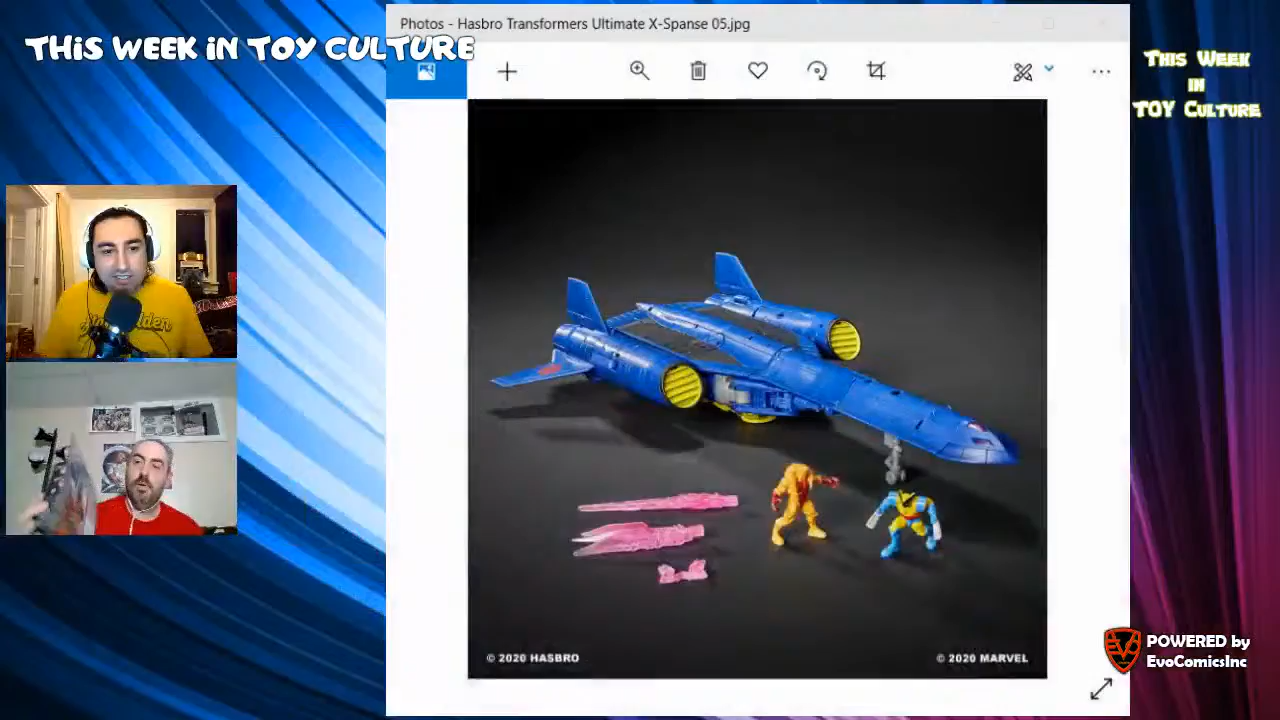 Photos - Hasbro Transformers Ultimate X-Spanse 05.jpg
THiS WEEK iN TOY CULTURE
This Week
in
TOY Culture
© 2020 HASBRO
© 2020 MARVEL
EVO
POWERED by
EvoComicsInc